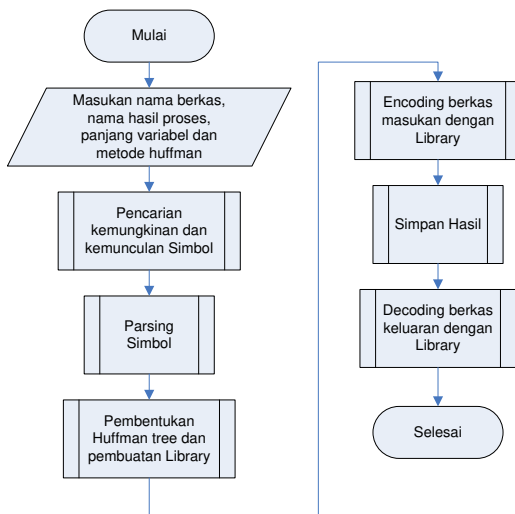 Mulai
Masukan nama berkas,
nama hasil proses,
panjang variabel dan
metode huffman
Pencarian
kemungkinan dan
kemunculan Simbol
Parsing
Simbol
Pembentukan
Huffman tree dan
pembuatan Library
Encoding berkas
masukan dengan
Library
Simpan Hasil
Decoding berkas
keluaran dengan
Library
Selesai